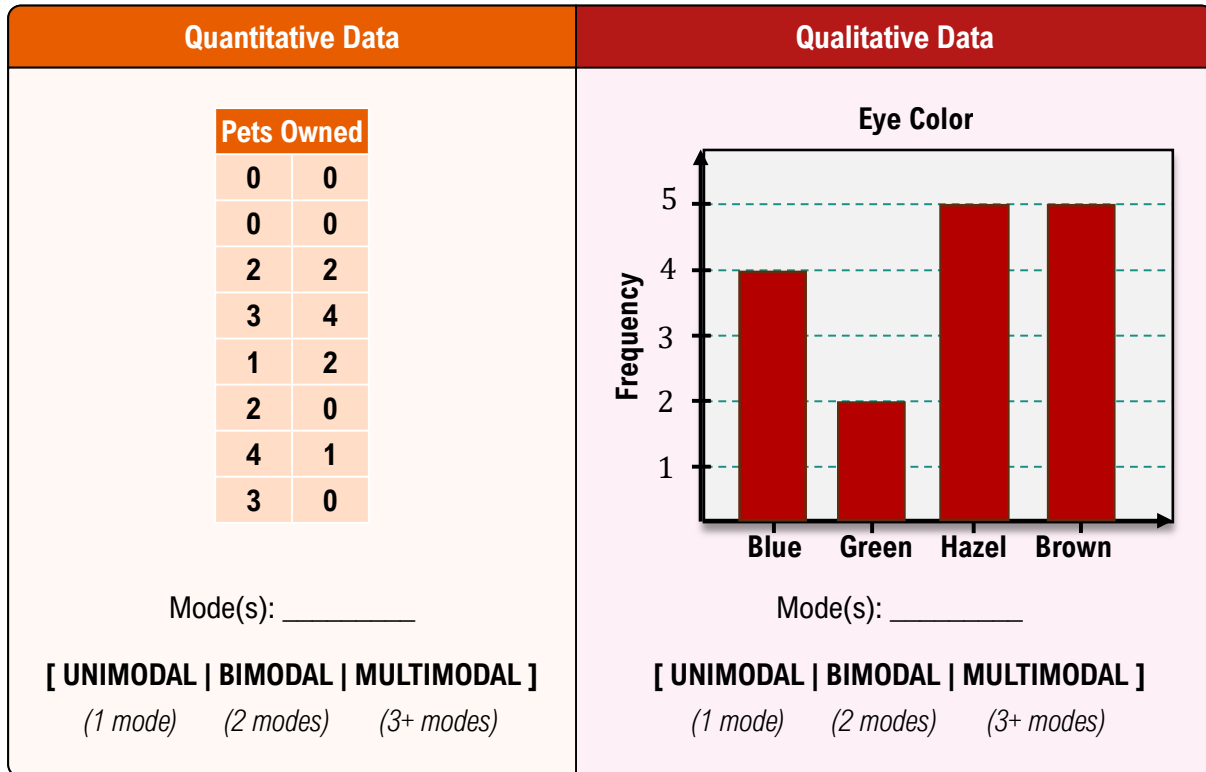 Quantitative Data
Pets Owned
0 0
0 0
2 2
3 4
1 2
2 0
4 1
3 0
Mode(s): _________
[ UNIMODAL | BIMODAL | MULTIMODAL ]
(1 mode) (2 modes) (3+ modes)
Qualitative Data
Eye Color
Frequency
5
4
3
2
1
Blue Green Hazel Brown
Mode(s): _________
[ UNIMODAL | BIMODAL | MULTIMODAL ]
(1 mode) (2 modes) (3+ modes)